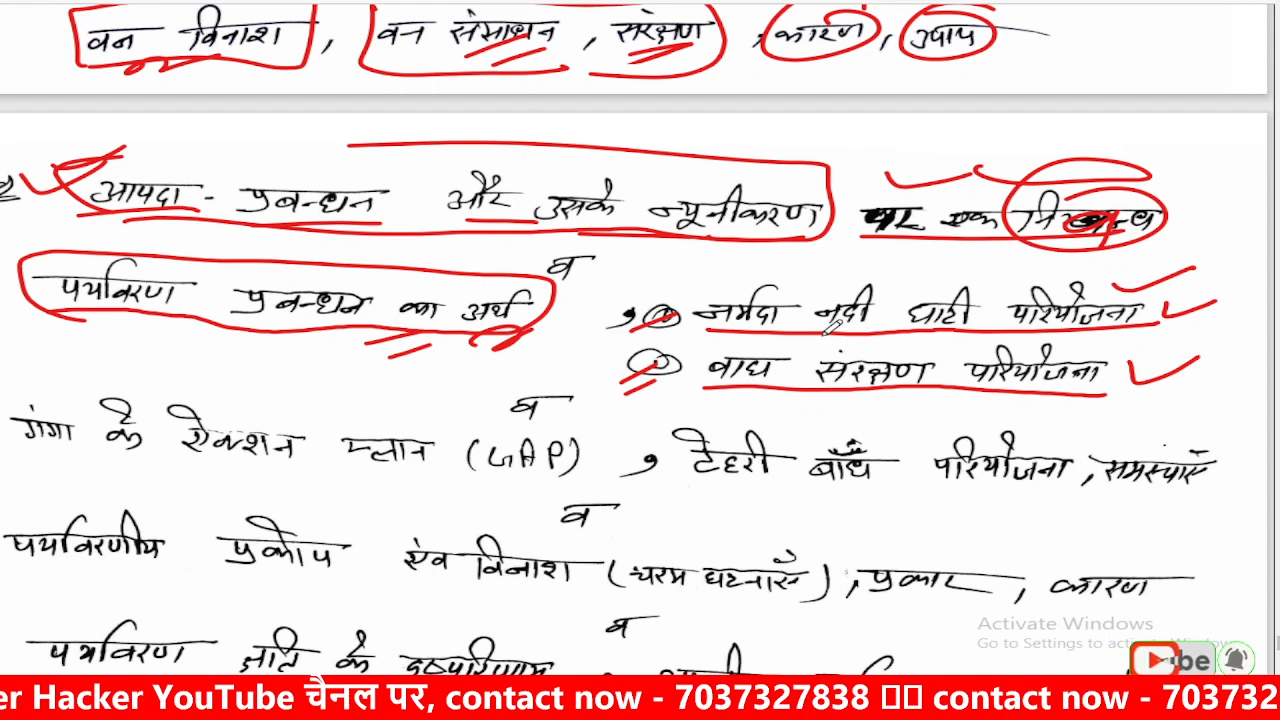 वन विनाश, वन संसाधन, संरक्षण, कारण, उपाय
आपदा - प्रबन्धन और उसके न्यूनीकरण पर एक निबन्ध
व
पर्यावरण प्रबन्धन का अर्थ, नर्मदा नदी घाटी परियोजना
बाघ संरक्षण परियोजना
व
गंगा के ऐक्शन प्लान (GAP), टेहरी बाँध परियोजना, समस्याएँ
व
पर्यावरणीय प्रकोप एंव विनाश (चरम घटनाएँ), प्रकार, कारण
व
पर्यावरण क्षति के दुष्परिणाम
Activate Windows
Go to Settings to activate Windows.
be
er Hacker YouTube चैनल पर, contact now - 7037327838 contact now - 703732